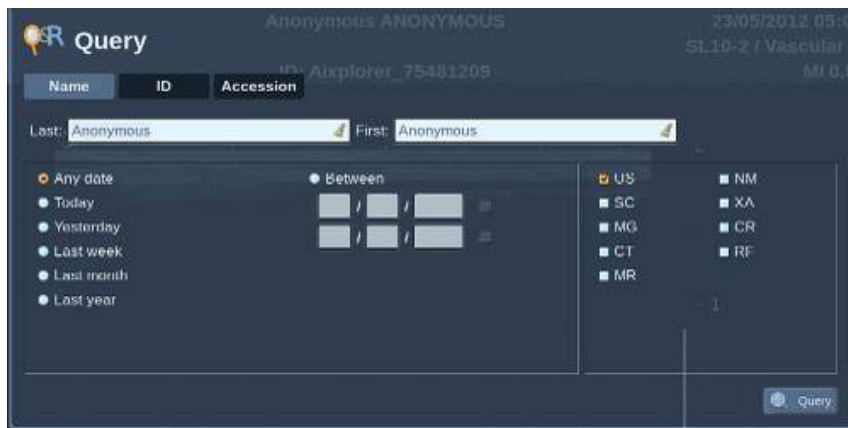 Anonymous ANONYMOUS
23/05/2012 05:
SR Query
SL10-2 / Vascular
ID: Aixplorer_75481209
MI 0.
Name ID Accession
Last: Anonymous First: Anonymous
Any date Between US NM
Today / / SC XA
Yesterday / / MG CR
Last week CT RF
Last month MR
Last year
1
Query